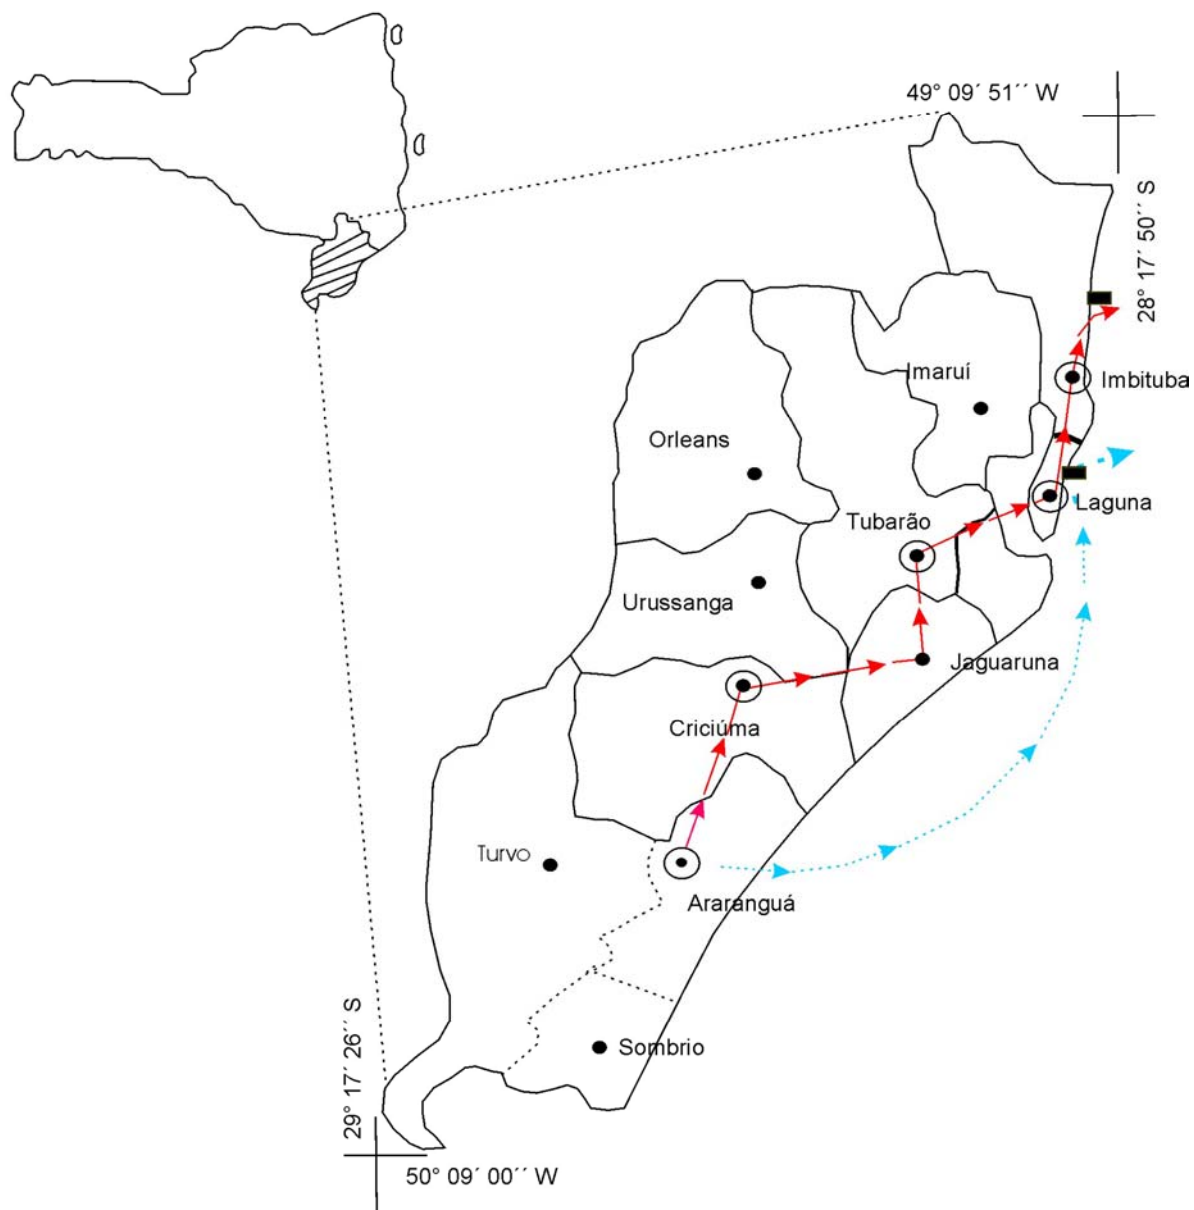 49° 09´ 51´´ W
28° 17´ 50´´ S
Imaruí
Imbituba
Orleans
Laguna
Tubarão
Urussanga
Jaguaruna
Criciúma
Turvo
Araranguá
Sombrio
29° 17´ 26´´ S
50° 09´ 00´´ W